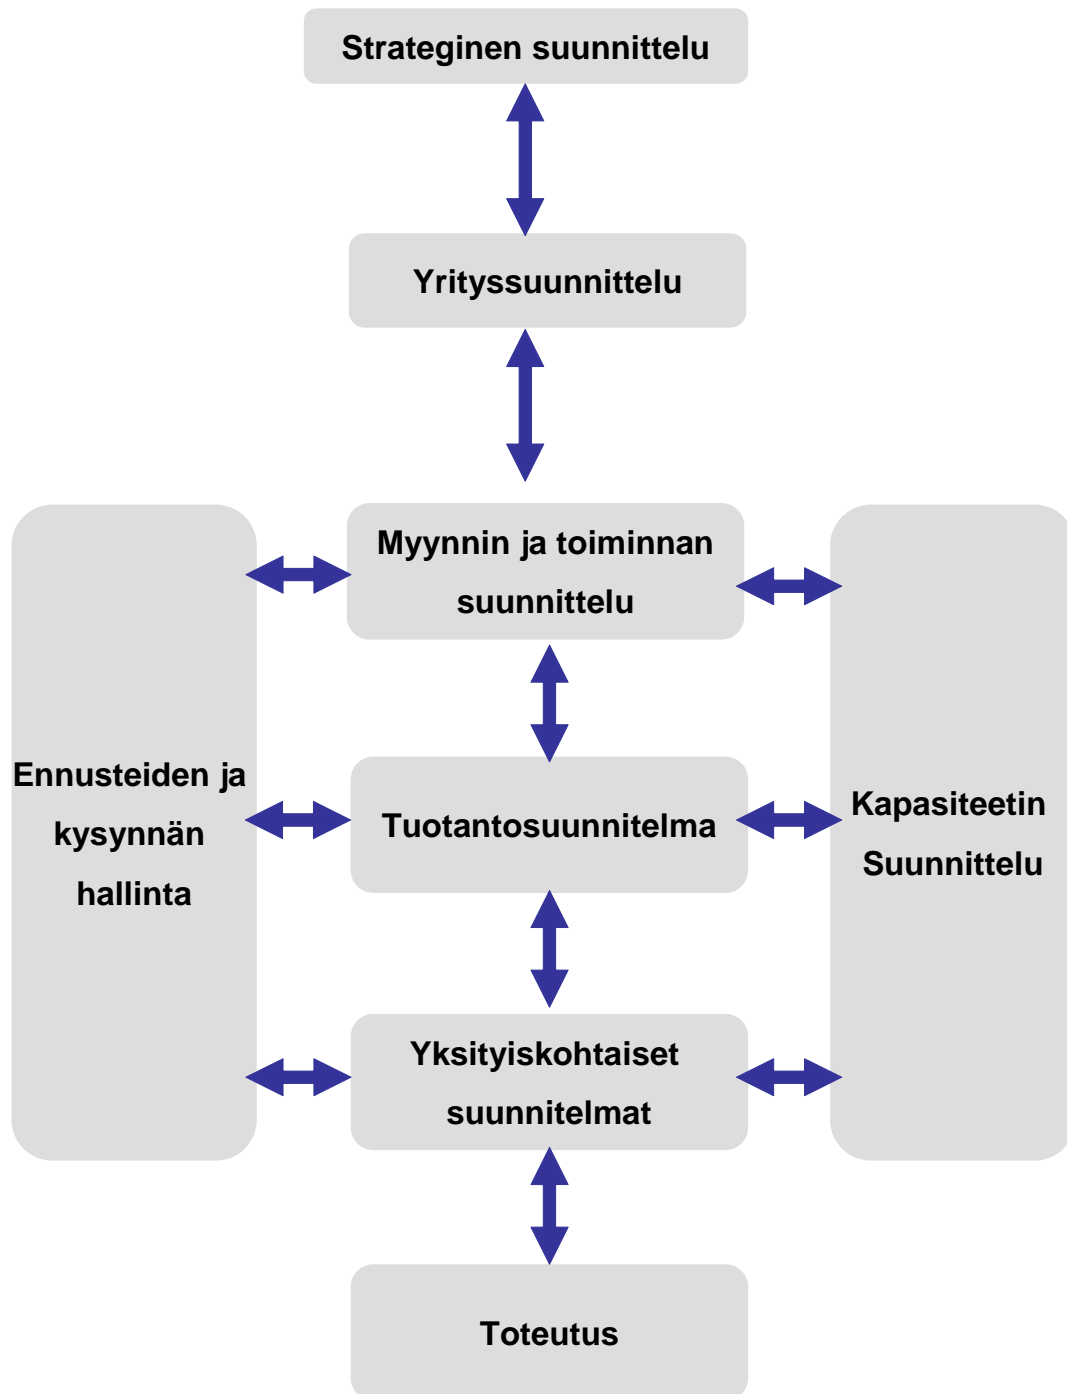 Strateginen suunnittelu
Yrityssuunnittelu
Myynnin ja toiminnan
suunnittelu
Ennusteiden ja
kysynnän
hallinta
Tuotantosuunnitelma
Kapasiteetin
Suunnittelu
Yksityiskohtaiset
suunnitelmat
Toteutus